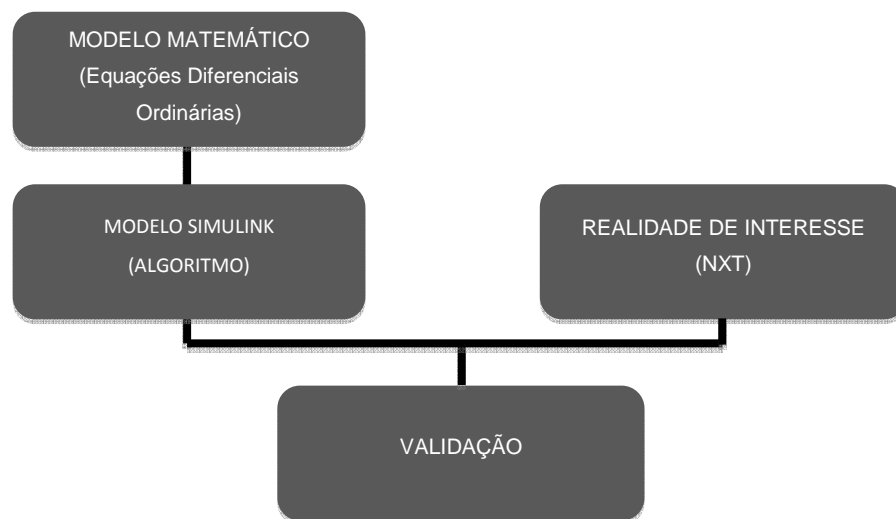 MODELO MATEMÁTICO
(Equações Diferenciais
Ordinárias)
MODELO SIMULINK
(ALGORITMO)
REALIDADE DE INTERESSE
(NXT)
VALIDAÇÃO